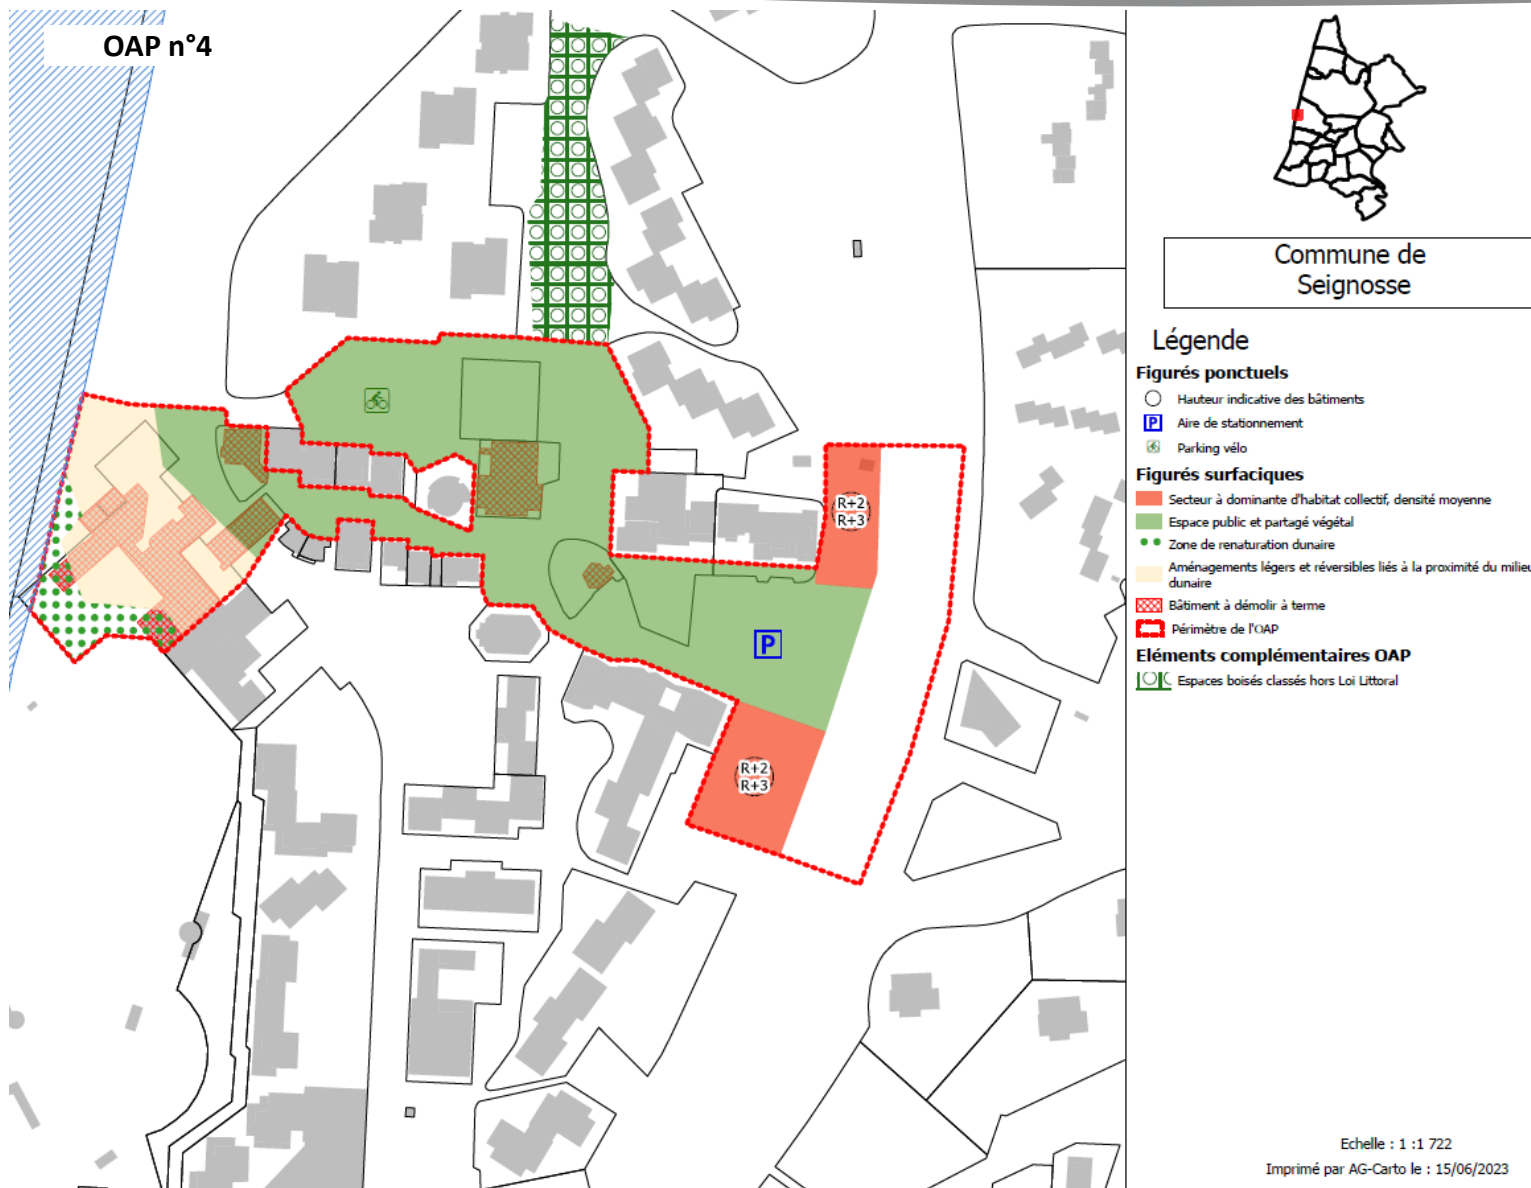 OAP n°4
R+2
R+3
P
R+2
R+3
Commune de
Seignosse
Légende
Figurés ponctuels
Hauteur indicative des bâtiments
P Aire de stationnement
Parking vélo
Figurés surfaciques
Secteur à dominante d'habitat collectif, densité moyenne
Espace public et partagé végétal
Zone de renaturation dunaire
Aménagements légers et réversibles liés à la proximité du milieu
dunaire
Bâtiment à démolir à terme
Périmètre de l'OAP
Eléments complémentaires OAP
Espaces boisés classés hors Loi Littoral
Echelle : 1 :1 722
Imprimé par AG-Carto le : 15/06/2023